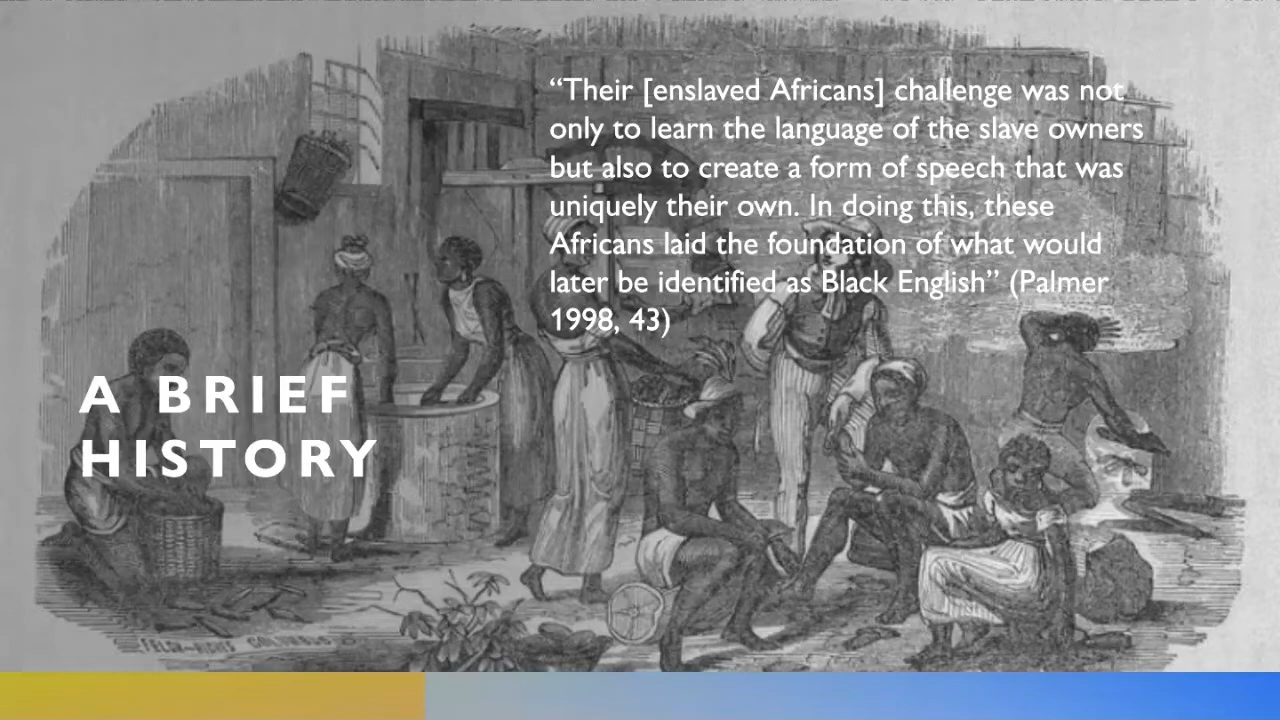 “Their [enslaved Africans] challenge was not
only to learn the language of the slave owners
but also to create a form of speech that was
uniquely their own. In doing this, these
Africans laid the foundation of what would
later be identified as Black English” (Palmer
1998, 43)
A BRIEF
HISTORY